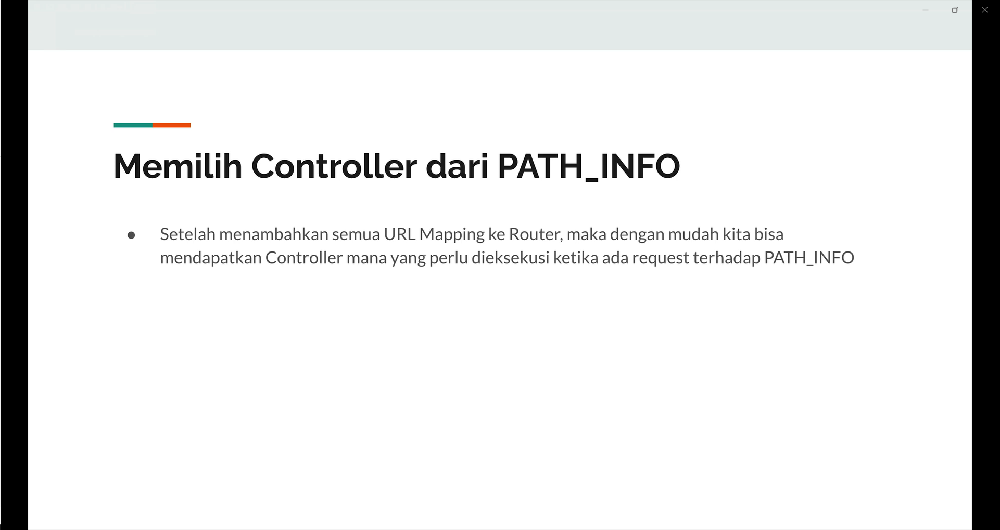 Memilih Controller dari PATH_INFO
● Setelah menambahkan semua URL Mapping ke Router, maka dengan mudah kita bisa
mendapatkan Controller mana yang perlu dieksekusi ketika ada request terhadap PATH_INFO